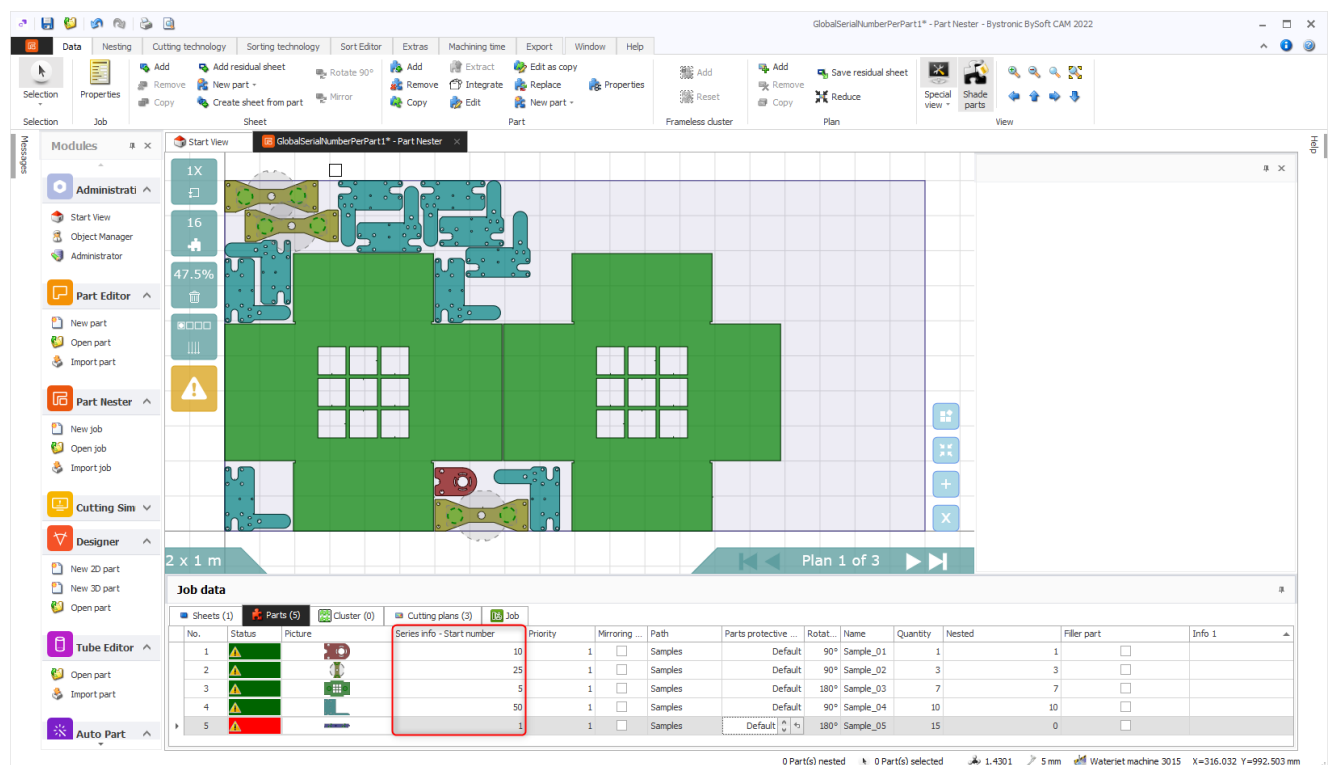 GlobalSerialNumberPerPart1* - Part Nester - Bystronic BySoft CAM 2022
Data Nesting Cutting technology Sorting technology Sort Editor Extras Machining time Export Window Help
Selection
Selection
Properties
Job
Add
Remove
Copy
Add residual sheet
New part
Create sheet from part
Rotate 90°
Mirror
Sheet
Add
Remove
Copy
Extract
Integrate
Edit
Edit as copy
Replace
New part
Properties
Part
Add
Reset
Frameless cluster
Add
Remove
Copy
Save residual sheet
Reduce
Plan
Special view
Shade parts
View
Messages
Help
Modules
Administrati
Start View
Object Manager
Administrator
Part Editor
New part
Open part
Import part
Part Nester
New job
Open job
Import job
Cutting Sim
Designer
New 2D part
New 3D part
Open part
Tube Editor
Open part
Import part
Auto Part
Start View GlobalSerialNumberPerPart1* - Part Nester
1X
16
47.5%
X
2 x 1 m
Plan 1 of 3
Job data
Sheets (1) Parts (5) Cluster (0) Cutting plans (3) Job
No. Status Picture Series info - Start number Priority Mirroring ... Path Parts protective ... Rotat... Name Quantity Nested Filler part Info 1
1 10 1 Samples Default 90° Sample_01 1 1
2 25 1 Samples Default 90° Sample_02 3 3
3 5 1 Samples Default 180° Sample_03 7 7
4 50 1 Samples Default 90° Sample_04 10 10
5 1 1 Samples Default 180° Sample_05 15 0
0 Part(s) nested 0 Part(s) selected 1.4301 5 mm Waterjet machine 3015 X=316.032 Y=992.503 mm